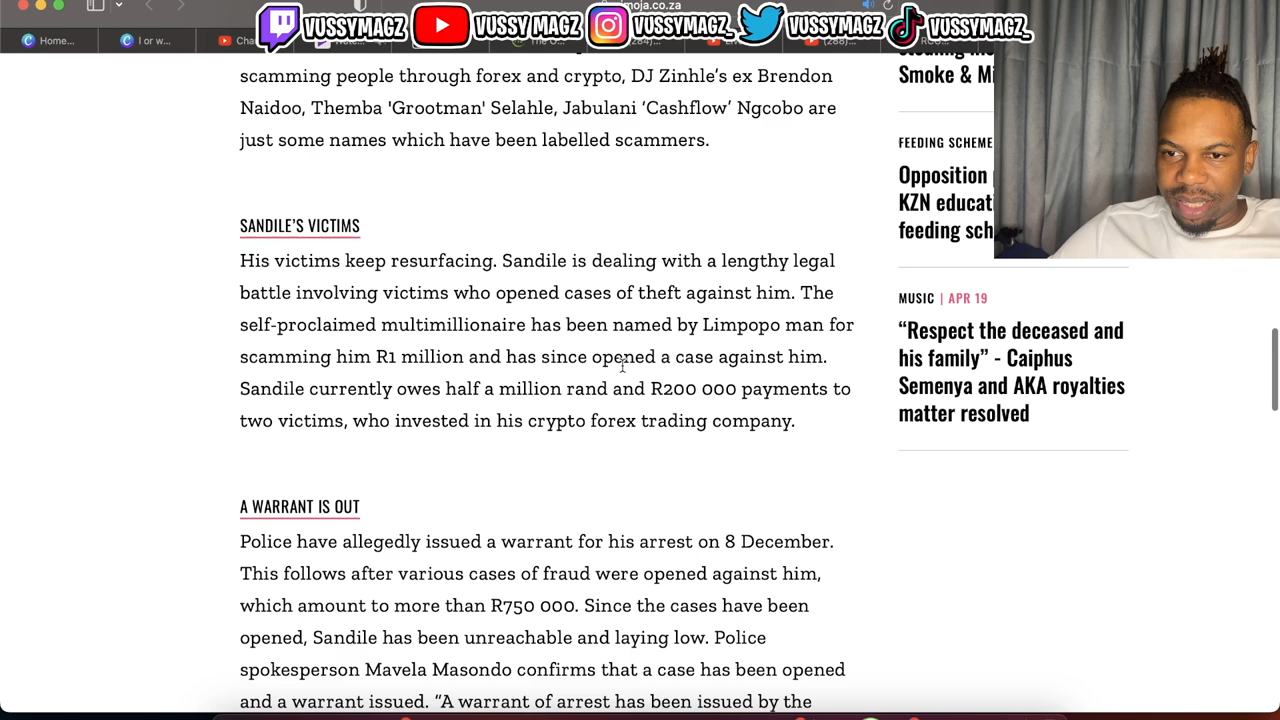 VUSSYMAGZ VUSSYMAGZ VUSSYMAGZ_ VUSSYMAGZ VUSSYMAGZ_
moja.co.za
Home... I or w...
scamming people through forex and crypto, DJ Zinhle’s ex Brendon
Naidoo, Themba 'Grootman' Selahle, Jabulani ‘Cashflow’ Ngcobo are
just some names which have been labelled scammers.
SANDILE’S VICTIMS
His victims keep resurfacing. Sandile is dealing with a lengthy legal
battle involving victims who opened cases of theft against him. The
self-proclaimed multimillionaire has been named by Limpopo man for
scamming him R1 million and has since opened a case against him.
Sandile currently owes half a million rand and R200 000 payments to
two victims, who invested in his crypto forex trading company.
A WARRANT IS OUT
Police have allegedly issued a warrant for his arrest on 8 December.
This follows after various cases of fraud were opened against him,
which amount to more than R750 000. Since the cases have been
opened, Sandile has been unreachable and laying low. Police
spokesperson Mavela Masondo confirms that a case has been opened
and a warrant issued. “A warrant of arrest has been issued by the
Smoke & Mi
FEEDING SCHEME
Opposition
KZN educati
feeding sch
MUSIC | APR 19
“Respect the deceased and
his family” - Caiphus
Semenya and AKA royalties
matter resolved